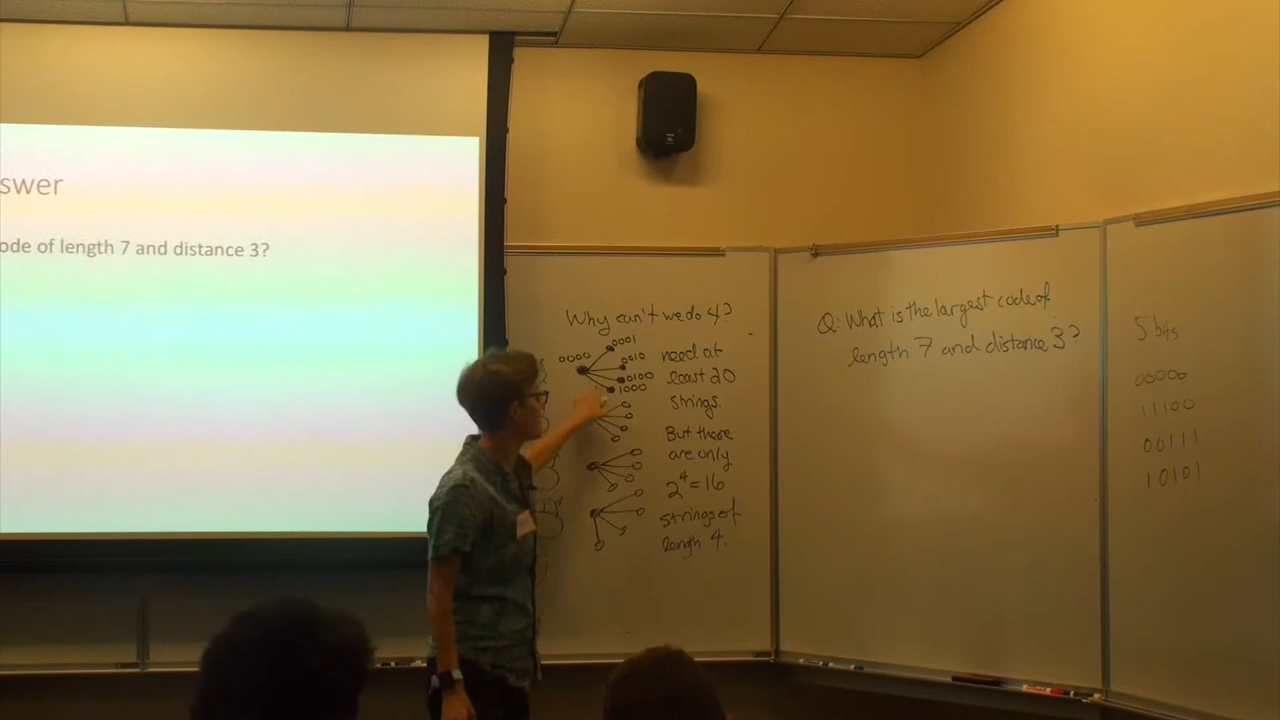 swer
ode of length 7 and distance 3?
Why can't we do 4?
0000
0001
0010
0100
1000
need at
least 20
strings.
But there
are only
2^4=16
strings of
length 4.
Q: What is the largest code of
length 7 and distance 3?
5 bits
00000
11100
00111
10101